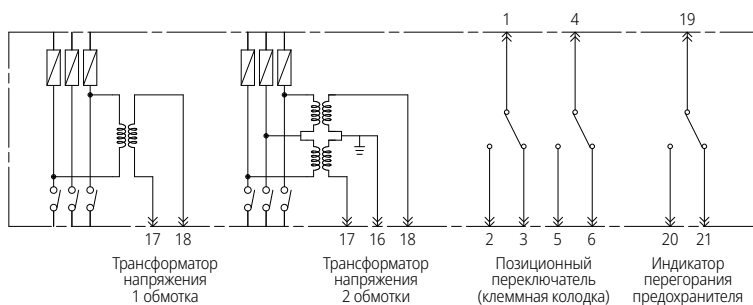 1 4 19
17 18 17 16 18 2 3 5 6 20 21
Трансформатор
напряжения
1 обмотка
Трансформатор
напряжения
2 обмотки
Позиционный
переключатель
(клеммная колодка)
Индикатор
перегорания
предохранителя